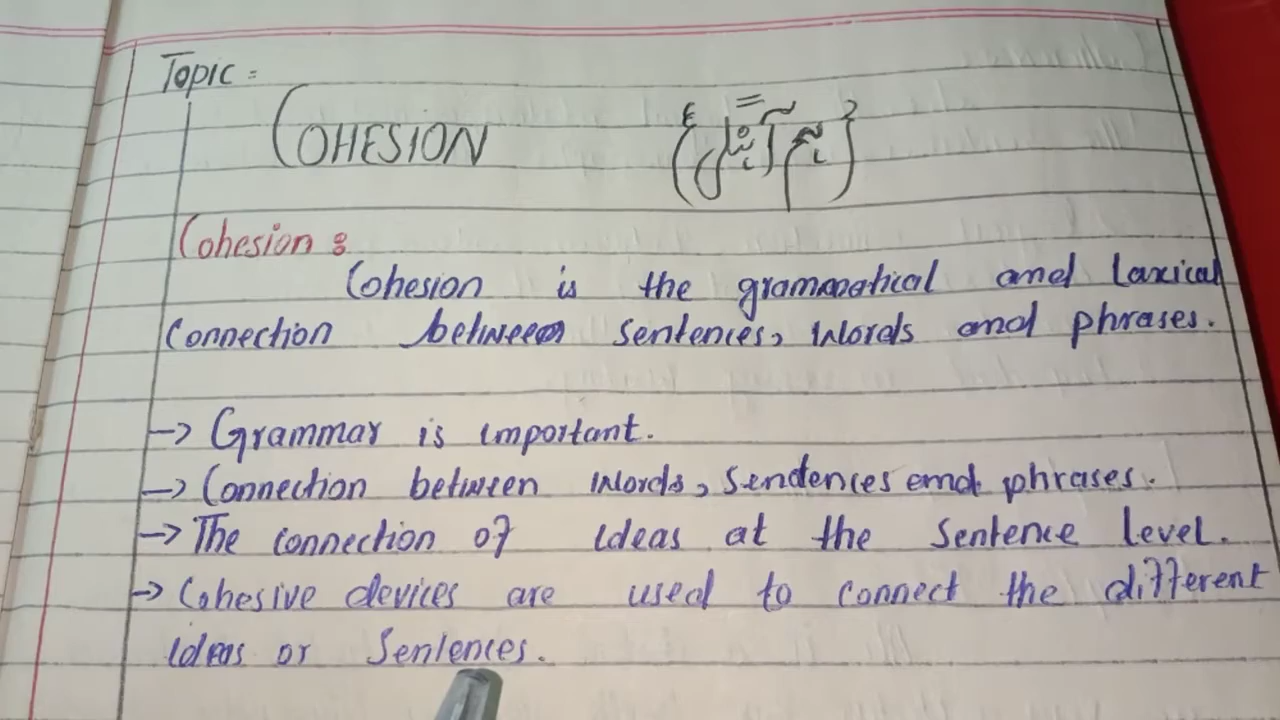 Topic :
COHESION
Cohesion :
Cohesion is the grammatical and Laxical
Connection between sentences, words and phrases.
→ Grammar is important.
→ Connection between words, sendences and phrases.
→ The connection of ideas at the sentence level.
→ Cohesive devices are used to connect the different
ideas or sentences.